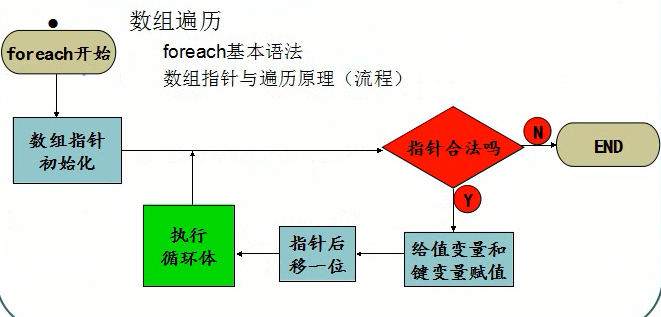 数组遍历
foreach基本语法
数组指针与遍历原理（流程）
foreach开始
数组指针
初始化
指针合法吗
N
END
Y
给值变量和
键变量赋值
指针后
移一位
执行
循环体